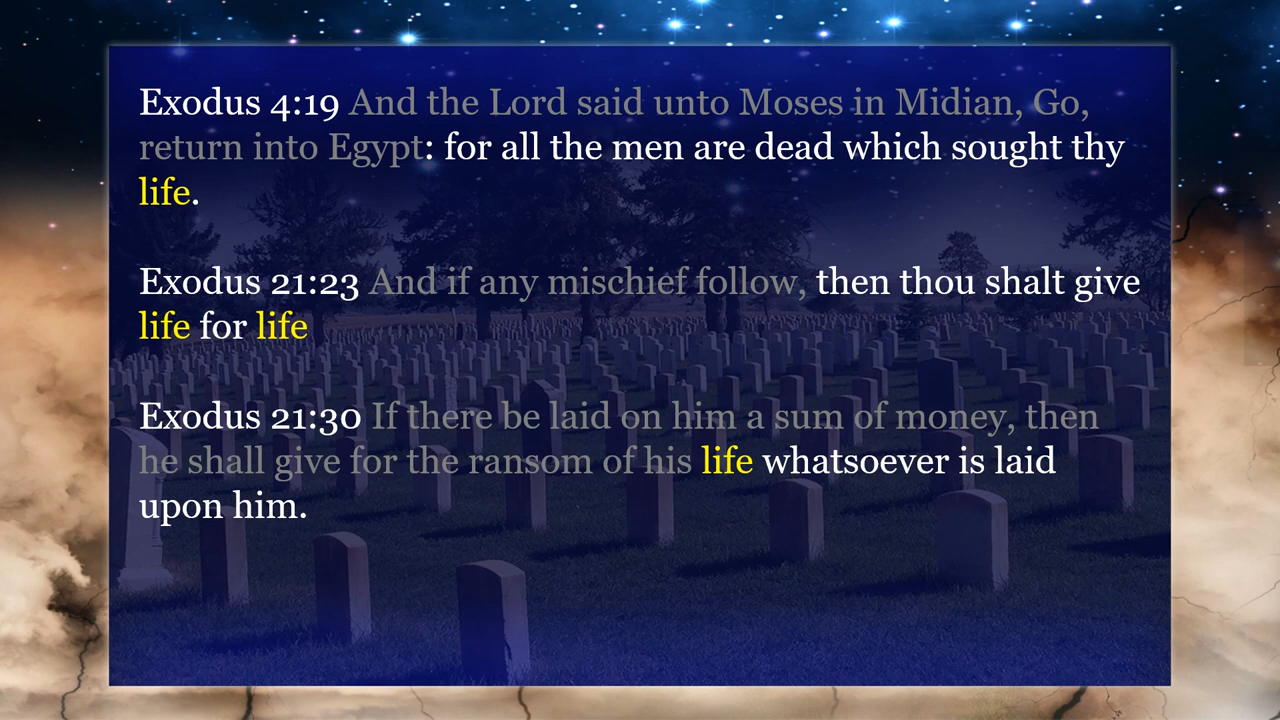 Exodus 4:19 And the Lord said unto Moses in Midian, Go,
return into Egypt: for all the men are dead which sought thy
life.
Exodus 21:23 And if any mischief follow, then thou shalt give
life for life
Exodus 21:30 If there be laid on him a sum of money, then
he shall give for the ransom of his life whatsoever is laid
upon him.